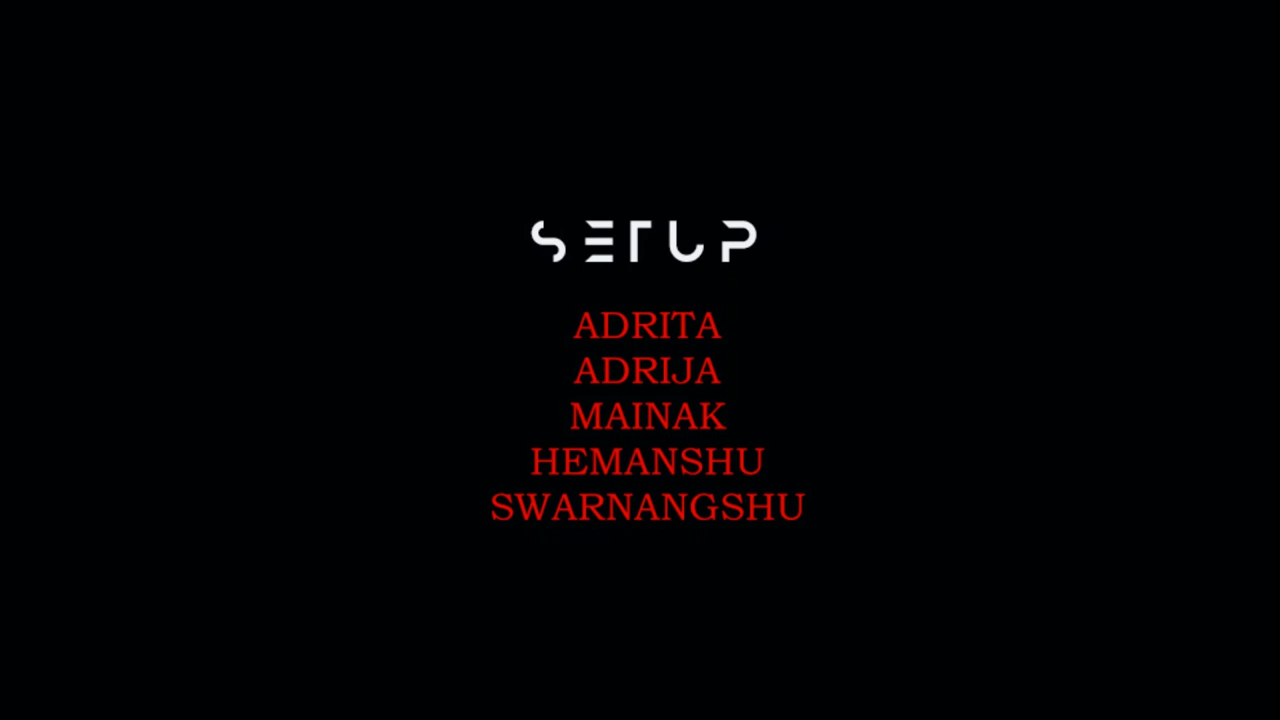 SETUP
ADRITA
ADRIJA
MAINAK
HEMANSHU
SWARNANGSHU